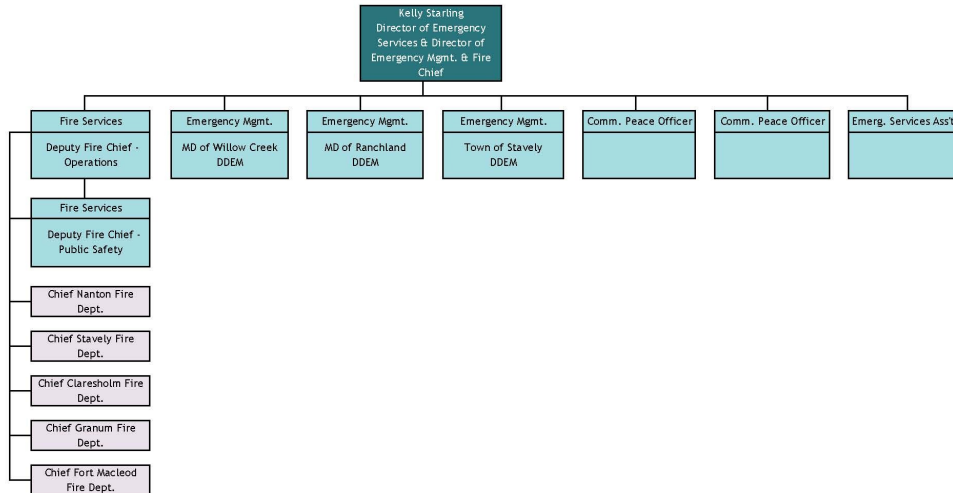 Kelly Starling
Director of Emergency
Services & Director of
Emergency Mgmt. & Fire
Chief
Fire Services
Deputy Fire Chief -
Operations
Emergency Mgmt.
MD of Willow Creek
DDEM
Emergency Mgmt.
MD of Ranchland
DDEM
Emergency Mgmt.
Town of Stavely
DDEM
Comm. Peace Officer
Comm. Peace Officer
Emerg. Services Ass't
Fire Services
Deputy Fire Chief -
Public Safety
Chief Nanton Fire
Dept.
Chief Stavely Fire
Dept.
Chief Claresholm Fire
Dept.
Chief Granum Fire
Dept.
Chief Fort Macleod
Fire Dept.